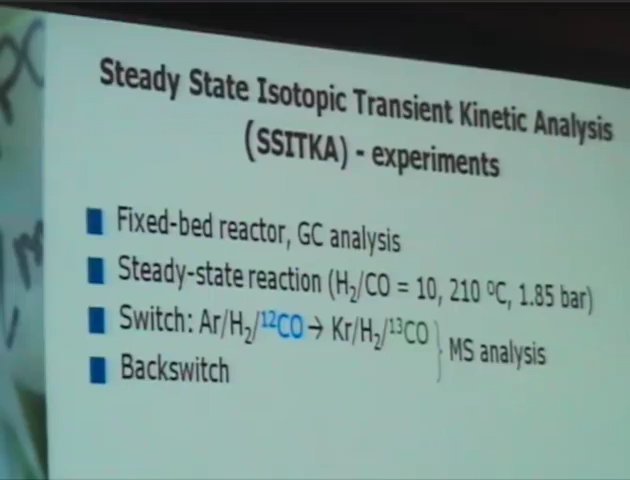 Steady State Isotopic Transient Kinetic Analysis
(SSITKA) - experiments
Fixed-bed reactor, GC analysis
Steady-state reaction (H₂/CO = 10, 210 ⁰C, 1.85 bar)
Switch: Ar/H₂/¹²CO → Kr/H₂/¹³CO
MS analysis
Backswitch